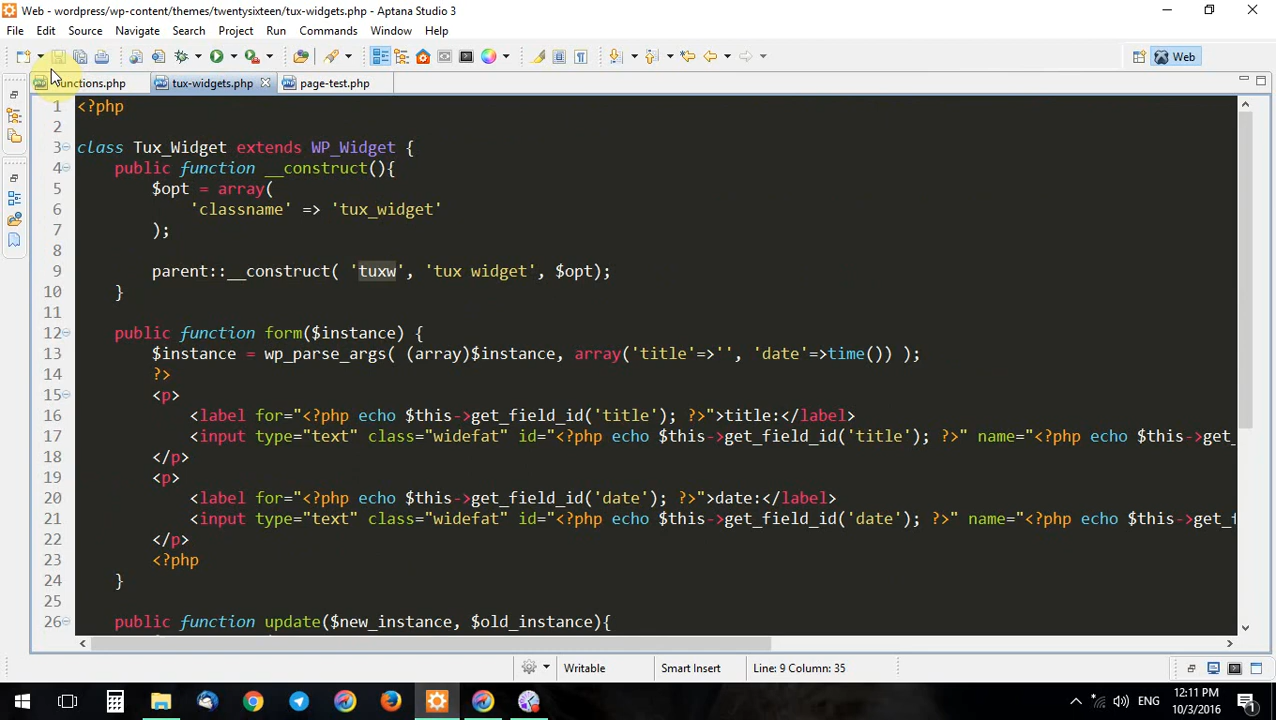 Web - wordpress/wp-content/themes/twentysixteen/tux-widgets.php - Aptana Studio 3
File Edit Source Navigate Search Project Run Commands Window Help
Web
functions.php tux-widgets.php page-test.php
1 <?php
2
3 class Tux_Widget extends WP_Widget {
4 public function __construct(){
5 $opt = array(
6 'classname' => 'tux_widget'
7 );
8
9 parent::__construct( 'tuxw', 'tux widget', $opt);
10 }
11
12 public function form($instance) {
13 $instance = wp_parse_args( (array)$instance, array('title'=>'', 'date'=>time()) );
14 ?>
15 <p>
16 <label for="<?php echo $this->get_field_id('title'); ?>">title:</label>
17 <input type="text" class="widefat" id="<?php echo $this->get_field_id('title'); ?>" name="<?php echo $this->get_
18 </p>
19 <p>
20 <label for="<?php echo $this->get_field_id('date'); ?>">date:</label>
21 <input type="text" class="widefat" id="<?php echo $this->get_field_id('date'); ?>" name="<?php echo $this->get_f
22 </p>
23 <?php
24 }
25
26 public function update($new_instance, $old_instance){
Writable Smart Insert Line: 9 Column: 35
ENG 12:11 PM
10/3/2016